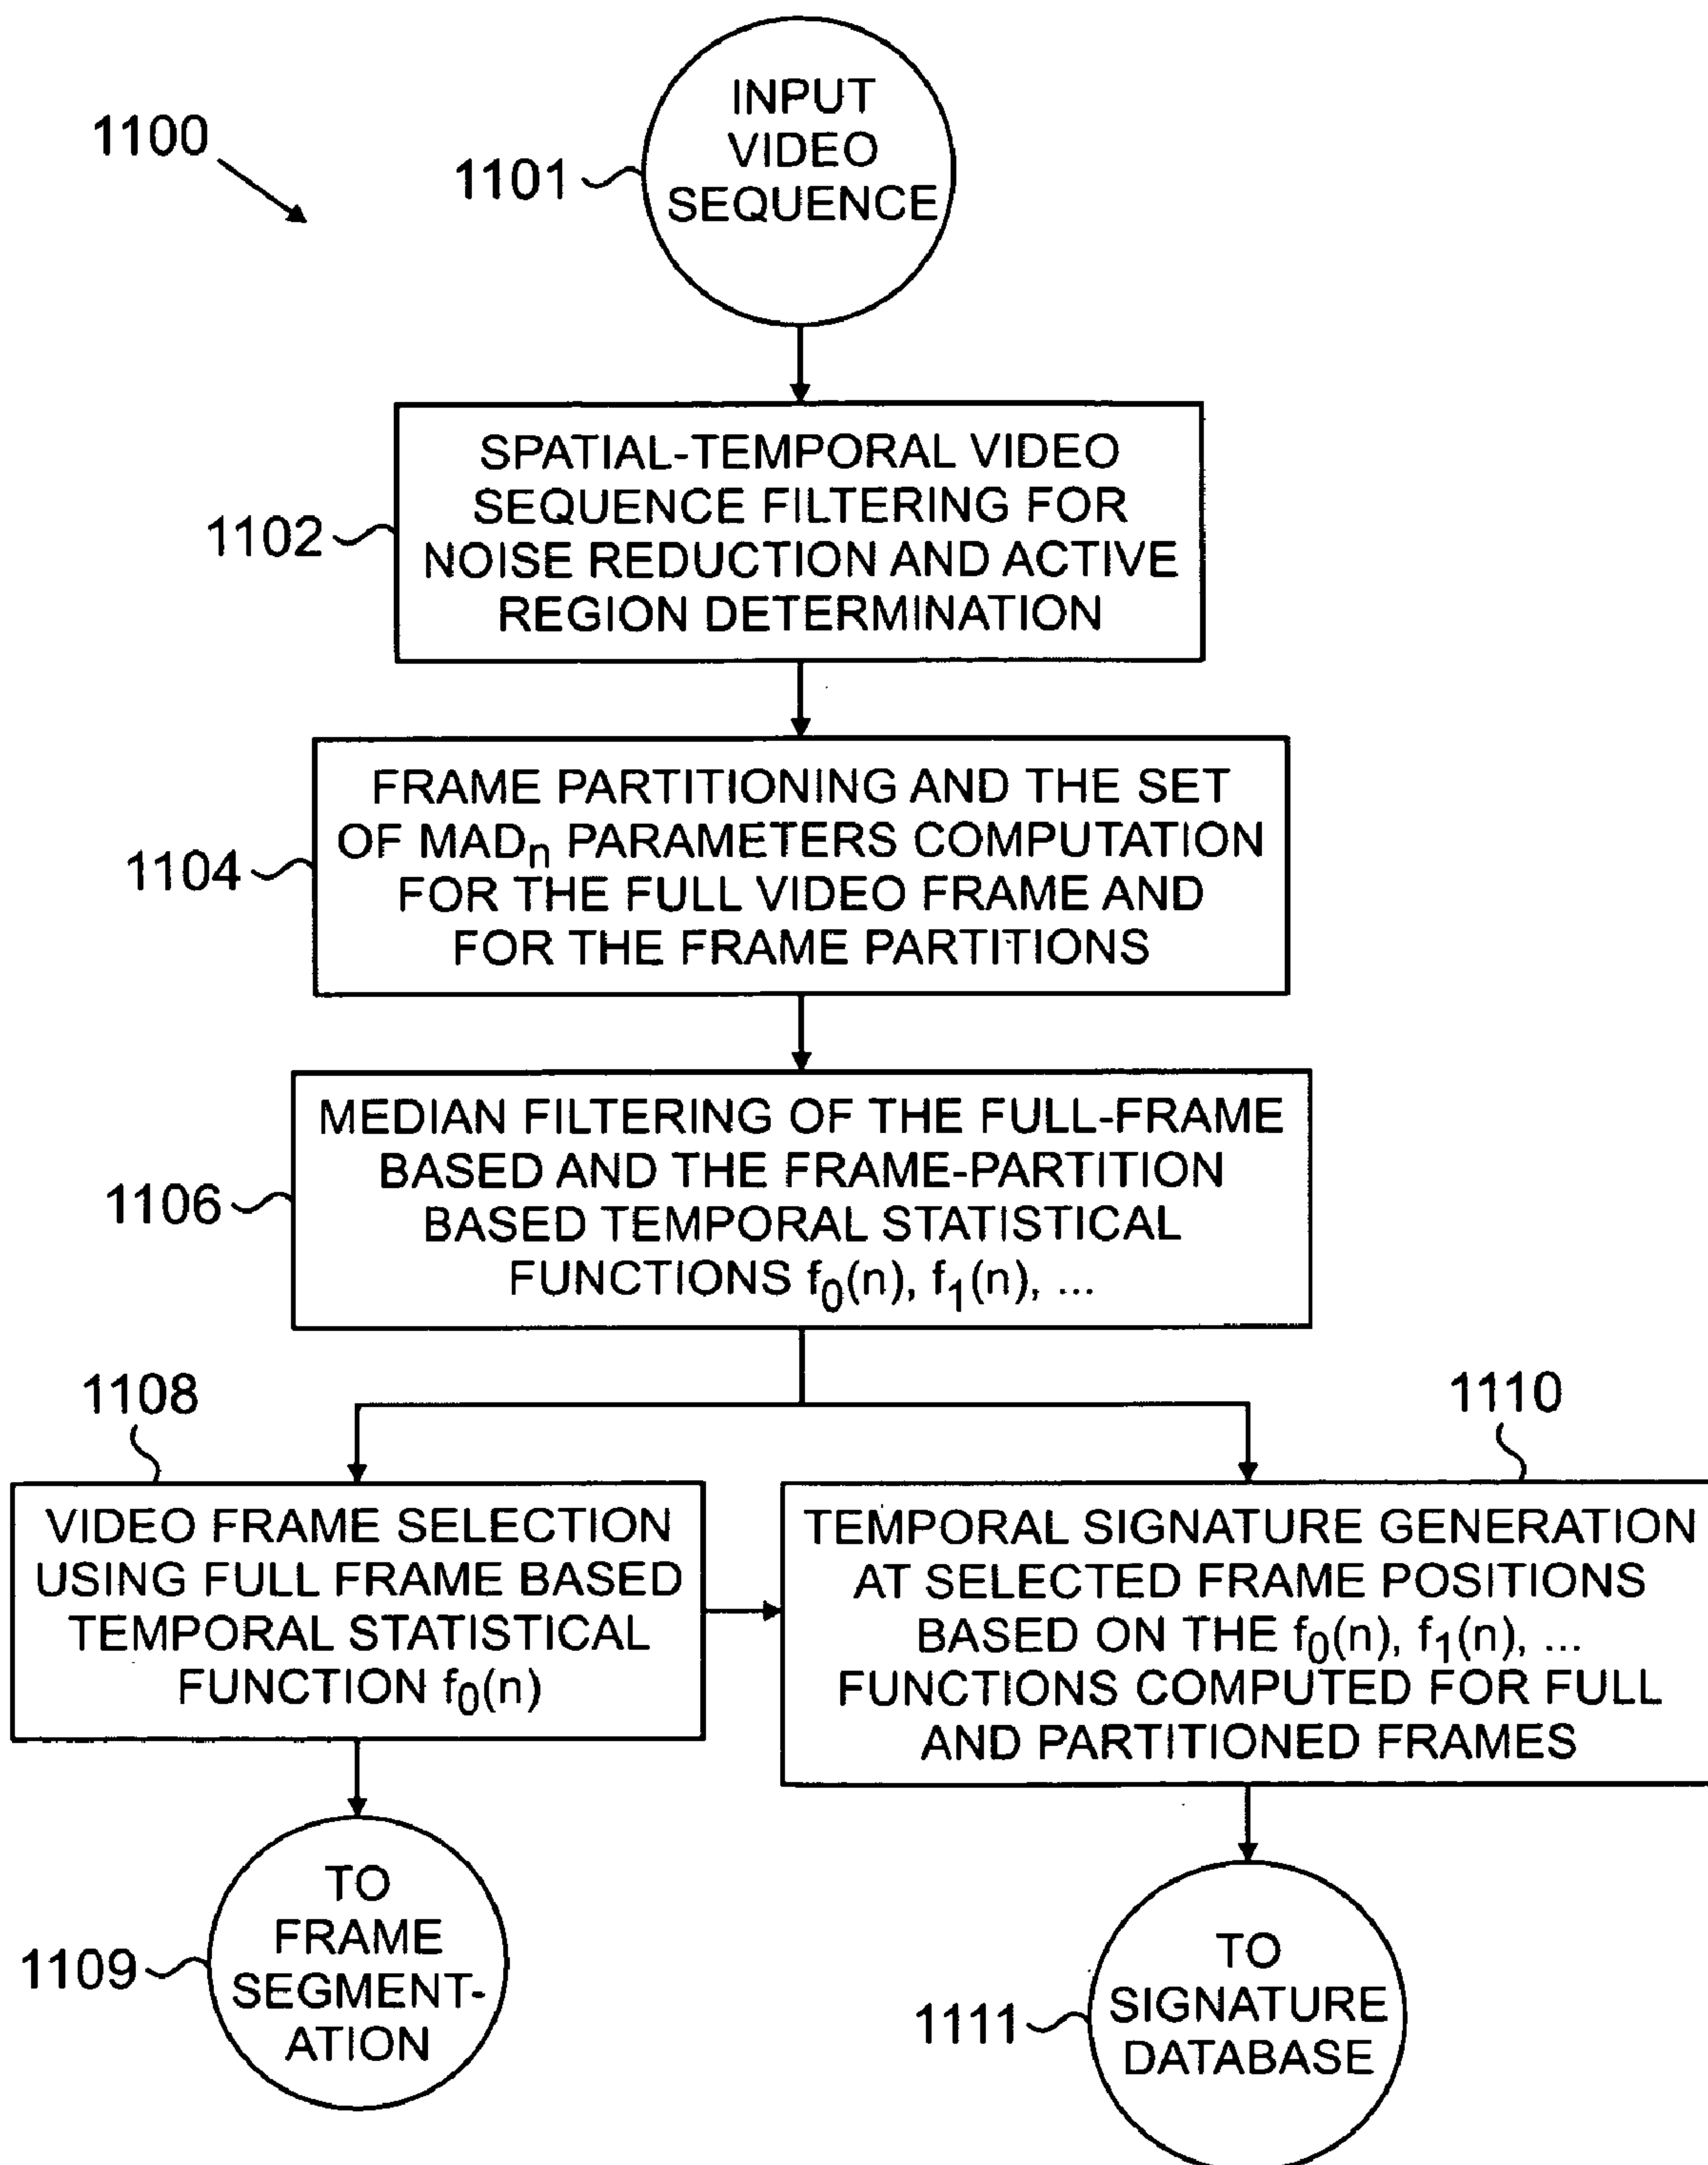 1100
INPUT
VIDEO
SEQUENCE
1101
SPATIAL-TEMPORAL VIDEO
SEQUENCE FILTERING FOR
NOISE REDUCTION AND ACTIVE
REGION DETERMINATION
1102
FRAME PARTITIONING AND THE SET
OF MADₙ PARAMETERS COMPUTATION
FOR THE FULL VIDEO FRAME AND
FOR THE FRAME PARTITIONS
1104
MEDIAN FILTERING OF THE FULL-FRAME
BASED AND THE FRAME-PARTITION
BASED TEMPORAL STATISTICAL
FUNCTIONS f₀(n), f₁(n), ...
1106
1108
VIDEO FRAME SELECTION
USING FULL FRAME BASED
TEMPORAL STATISTICAL
FUNCTION f₀(n)
1110
TEMPORAL SIGNATURE GENERATION
AT SELECTED FRAME POSITIONS
BASED ON THE f₀(n), f₁(n), ...
FUNCTIONS COMPUTED FOR FULL
AND PARTITIONED FRAMES
TO
FRAME
SEGMENT-
ATION
1109
TO
SIGNATURE
DATABASE
1111